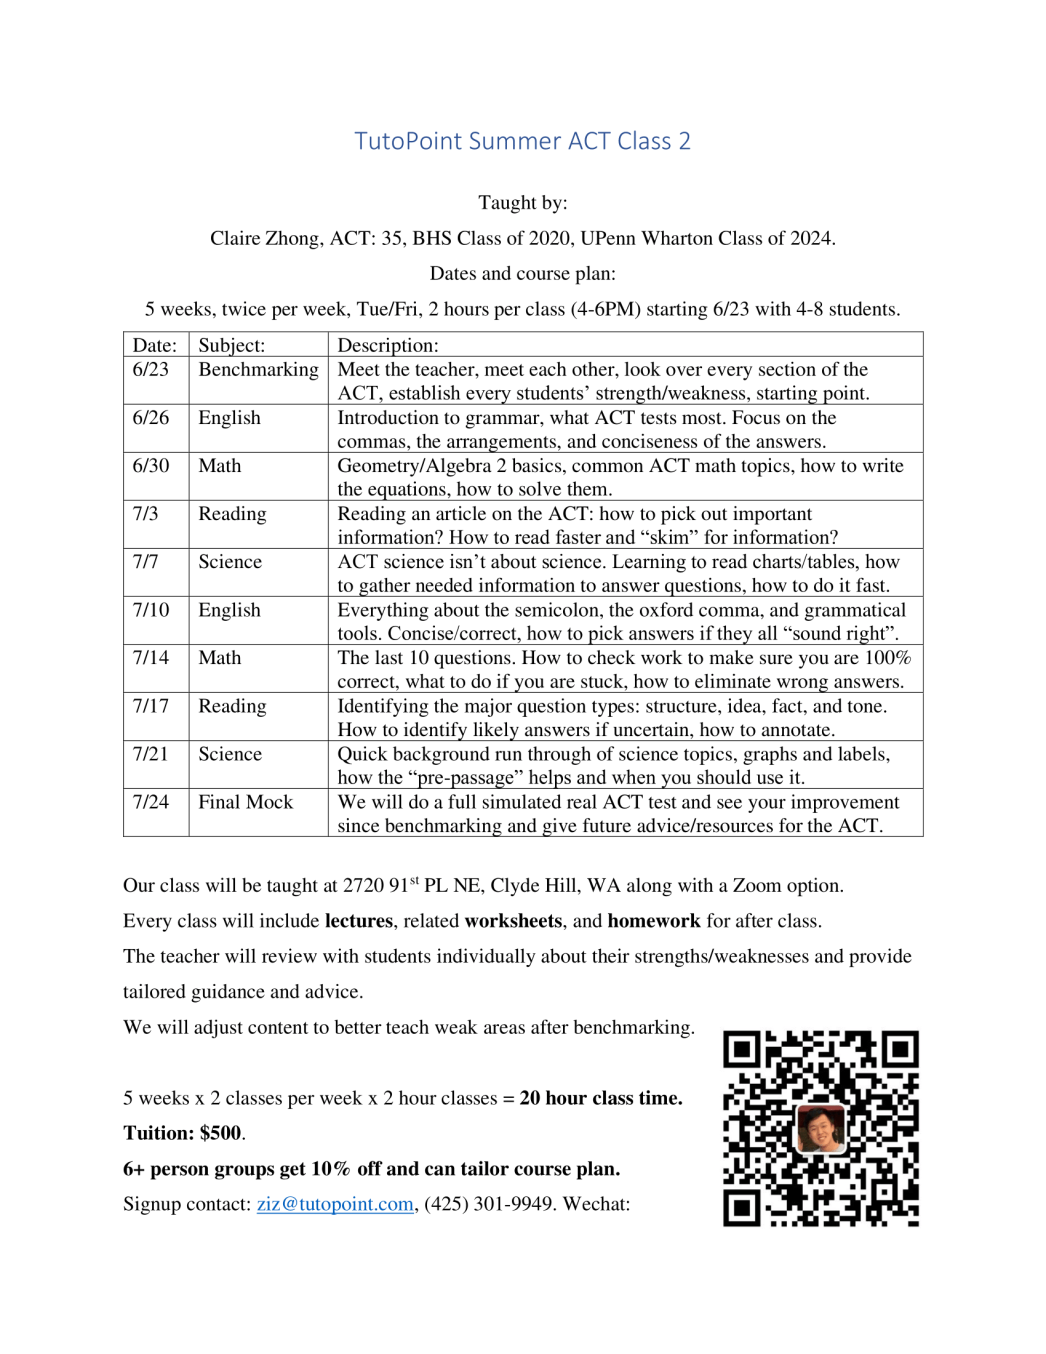 TutoPoint Summer ACT Class 2
Taught by:
Claire Zhong, ACT: 35, BHS Class of 2020, UPenn Wharton Class of 2024.
Dates and course plan:
5 weeks, twice per week, Tue/Fri, 2 hours per class (4-6PM) starting 6/23 with 4-8 students.
Date: Subject: Description:
6/23 Benchmarking Meet the teacher, meet each other, look over every section of the
ACT, establish every students’ strength/weakness, starting point.
6/26 English Introduction to grammar, what ACT tests most. Focus on the
commas, the arrangements, and conciseness of the answers.
6/30 Math Geometry/Algebra 2 basics, common ACT math topics, how to write
the equations, how to solve them.
7/3 Reading Reading an article on the ACT: how to pick out important
information? How to read faster and “skim” for information?
7/7 Science ACT science isn’t about science. Learning to read charts/tables, how
to gather needed information to answer questions, how to do it fast.
7/10 English Everything about the semicolon, the oxford comma, and grammatical
tools. Concise/correct, how to pick answers if they all “sound right”.
7/14 Math The last 10 questions. How to check work to make sure you are 100%
correct, what to do if you are stuck, how to eliminate wrong answers.
7/17 Reading Identifying the major question types: structure, idea, fact, and tone.
How to identify likely answers if uncertain, how to annotate.
7/21 Science Quick background run through of science topics, graphs and labels,
how the “pre-passage” helps and when you should use it.
7/24 Final Mock We will do a full simulated real ACT test and see your improvement
since benchmarking and give future advice/resources for the ACT.
Our class will be taught at 2720 91st PL NE, Clyde Hill, WA along with a Zoom option.
Every class will include lectures, related worksheets, and homework for after class.
The teacher will review with students individually about their strengths/weaknesses and provide
tailored guidance and advice.
We will adjust content to better teach weak areas after benchmarking.
5 weeks x 2 classes per week x 2 hour classes = 20 hour class time.
Tuition: $500.
6+ person groups get 10% off and can tailor course plan.
Signup contact: ziz@tutopoint.com, (425) 301-9949. Wechat: